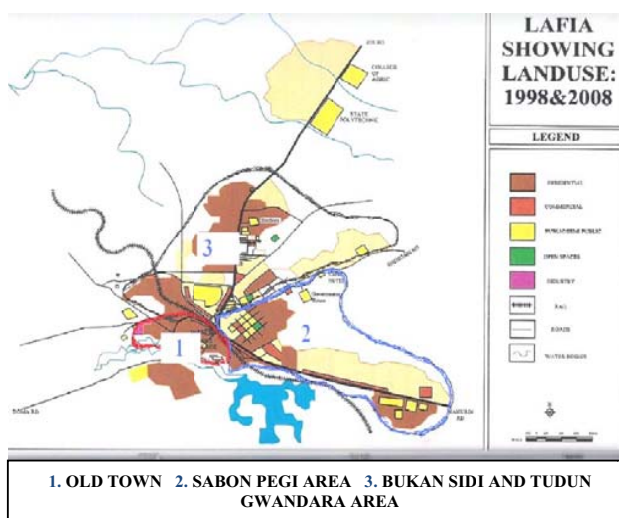 LAFIA
SHOWING
LANDUSE:
1998&2008
LEGEND
RESIDENTIAL
COMMERCIAL
PUBLIC
OPEN SPACES
INDUSTRY
RAIL
ROADS
WATER
COLLEGE
OF
AGRIC
STATE
POLYTECHNIC
3
2
1
1. OLD TOWN 2. SABON PEGI AREA 3. BUKAN SIDI AND TUDUN
GWANDARA AREA